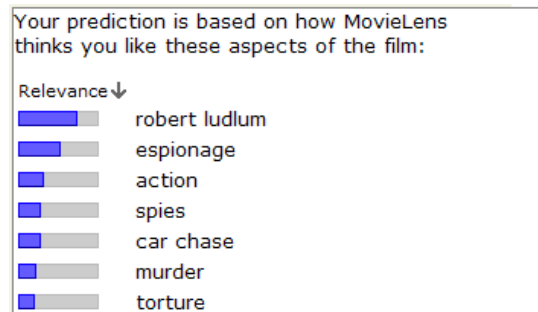 Your prediction is based on how MovieLens
thinks you like these aspects of the film:
Relevance
robert ludlum
espionage
action
spies
car chase
murder
torture